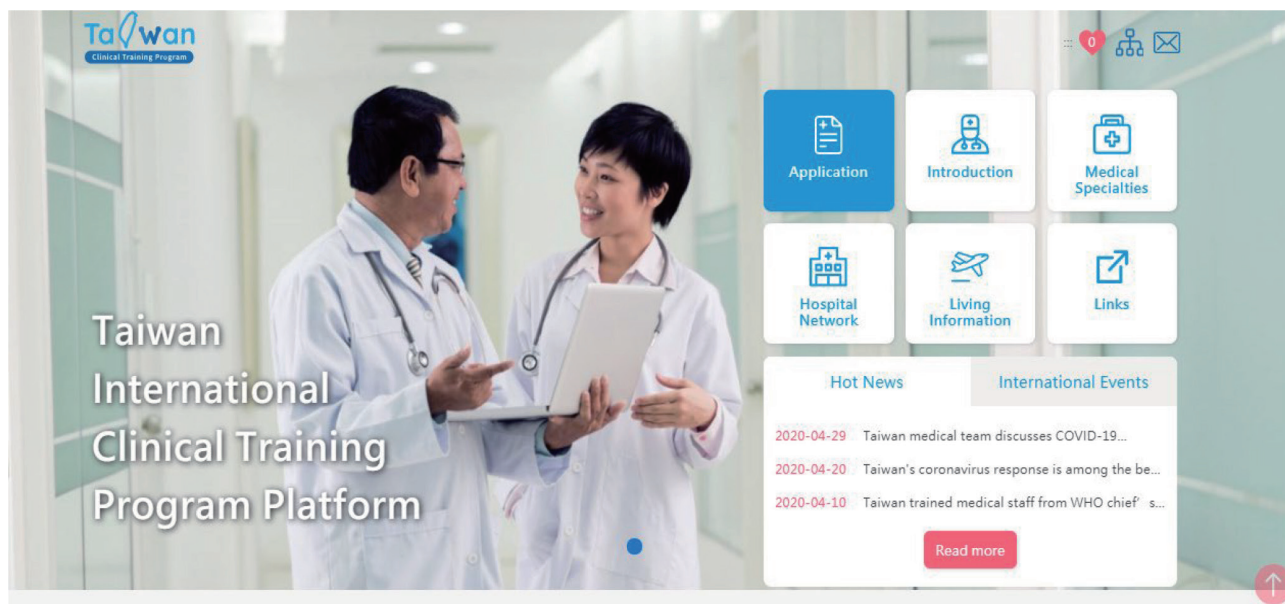 Taiwan
Clinical Training Program
::: 0
Application
Introduction
Medical
Specialties
Hospital
Network
Living
Information
Links
Taiwan
International
Clinical Training
Program Platform
Hot News
International Events
2020-04-29 Taiwan medical team discusses COVID-19...
2020-04-20 Taiwan's coronavirus response is among the be...
2020-04-10 Taiwan trained medical staff from WHO chief’ s...
Read more